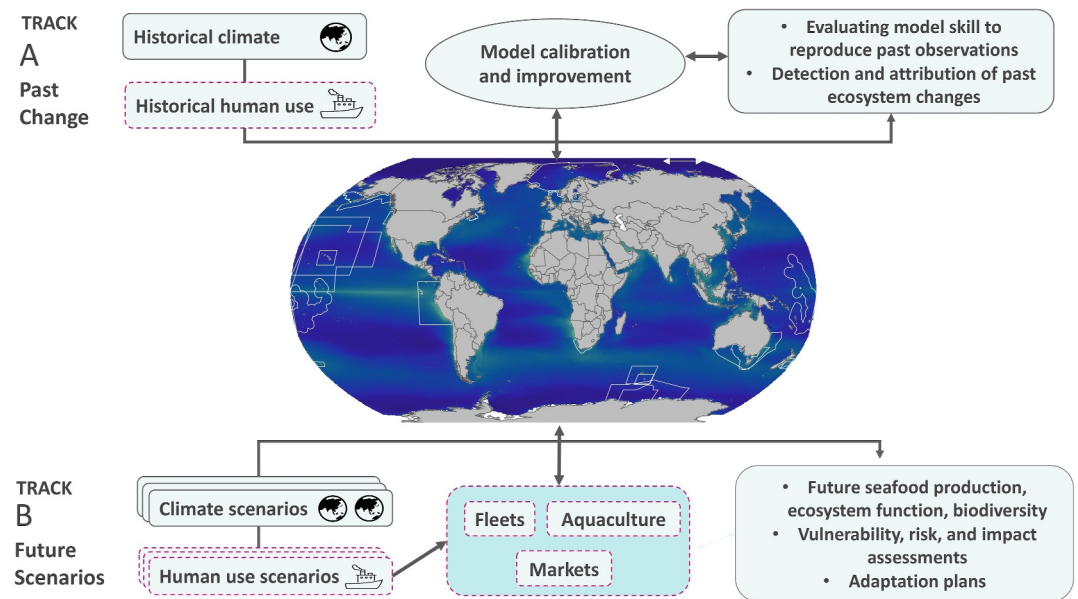 TRACK
A
Past
Change
Historical climate
Historical human use
Model calibration
and improvement
• Evaluating model skill to
reproduce past observations
• Detection and attribution of past
ecosystem changes
TRACK
B
Future
Scenarios
Climate scenarios
Human use scenarios
Fleets
Aquaculture
Markets
• Future seafood production,
ecosystem function, biodiversity
• Vulnerability, risk, and impact
assessments
• Adaptation plans